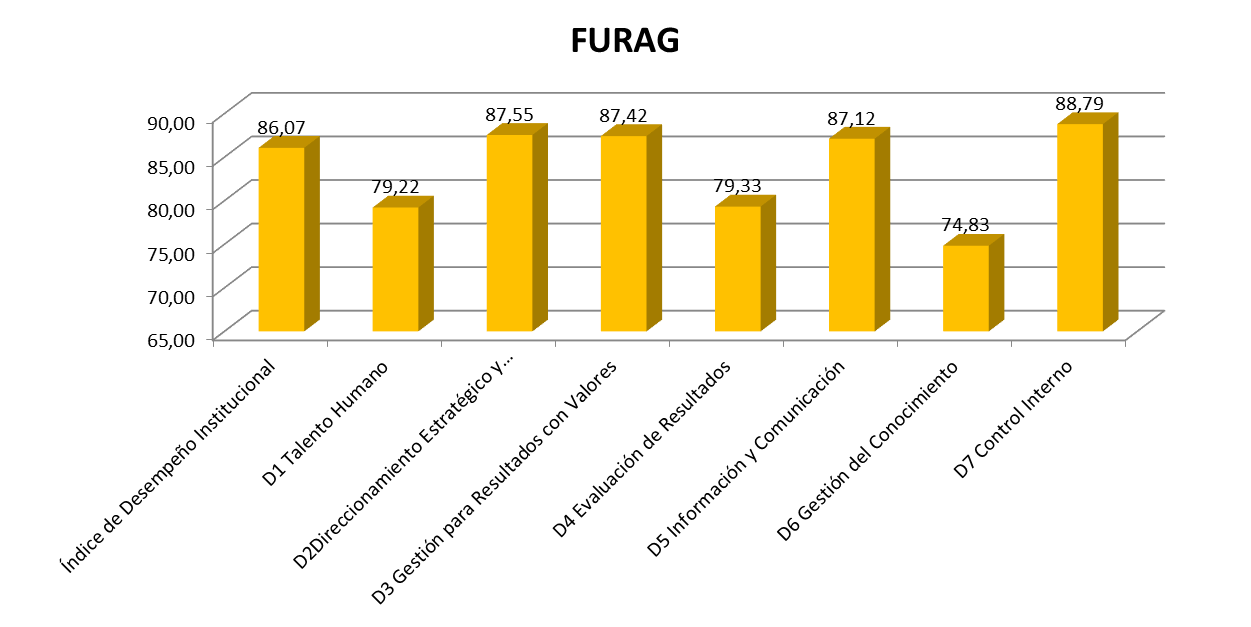 FURAG
90,00
85,00
80,00
75,00
70,00
65,00
86,07
79,22
87,55
87,42
79,33
87,12
74,83
88,79
Índice de Desempeño Institucional
D1 Talento Humano
D2Direccionamiento Estratégico y...
D3 Gestión para Resultados con Valores
D4 Evaluación de Resultados
D5 Información y Comunicación
D6 Gestión del Conocimiento
D7 Control Interno